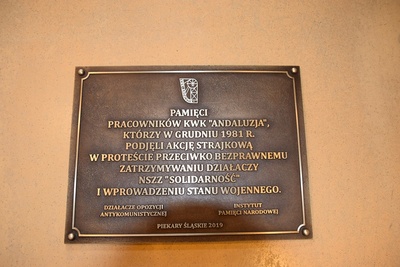 PAMIĘCI
PRACOWNIKÓW KWK "ANDALUZJA",
KTÓRZY W GRUDNIU 1981 R.
PODJĘLI AKCJĘ STRAJKOWĄ
W PROTEŚCIE PRZECIWKO BEZPRAWNEMU
ZATRZYMYWANIU DZIAŁACZY
NSZZ "SOLIDARNOŚĆ"
I WPROWADZENIU STANU WOJENNEGO.
DZIAŁACZE OPOZYCJI
ANTYKOMUNISTYCZNEJ
INSTYTUT
PAMIĘCI NARODOWEJ
PIEKARY ŚLĄSKIE 2019